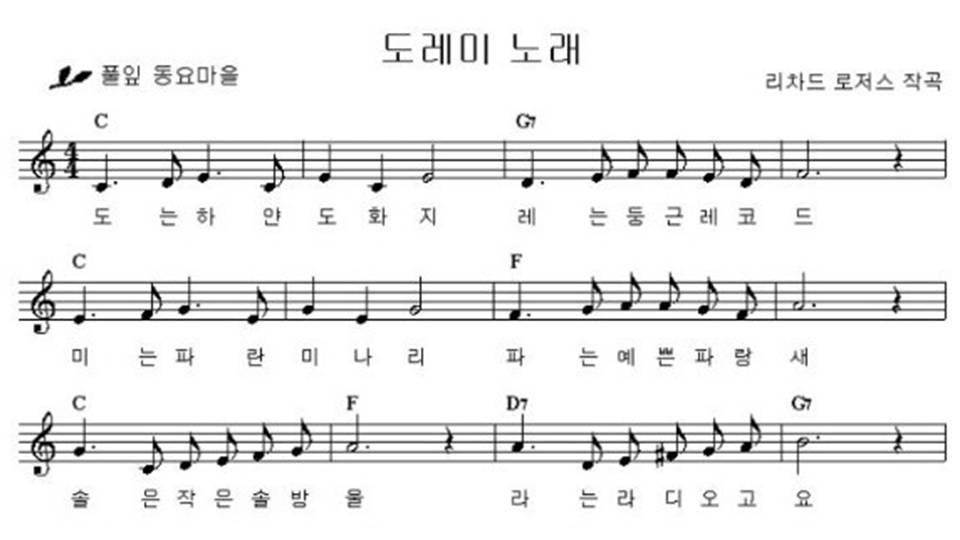 도레미 노래
풀잎 동요마을
리차드 로저스 작곡
C G7
4
4
도 는 하 얀 도 화 지 레 는 둥 근 레 코 드
C F
미 는 파 란 미 나 리 파 는 예 쁜 파 랑 새
C F D7 G7
솔 은 작 은 솔 방 울 라 는 라 디 오 고 요